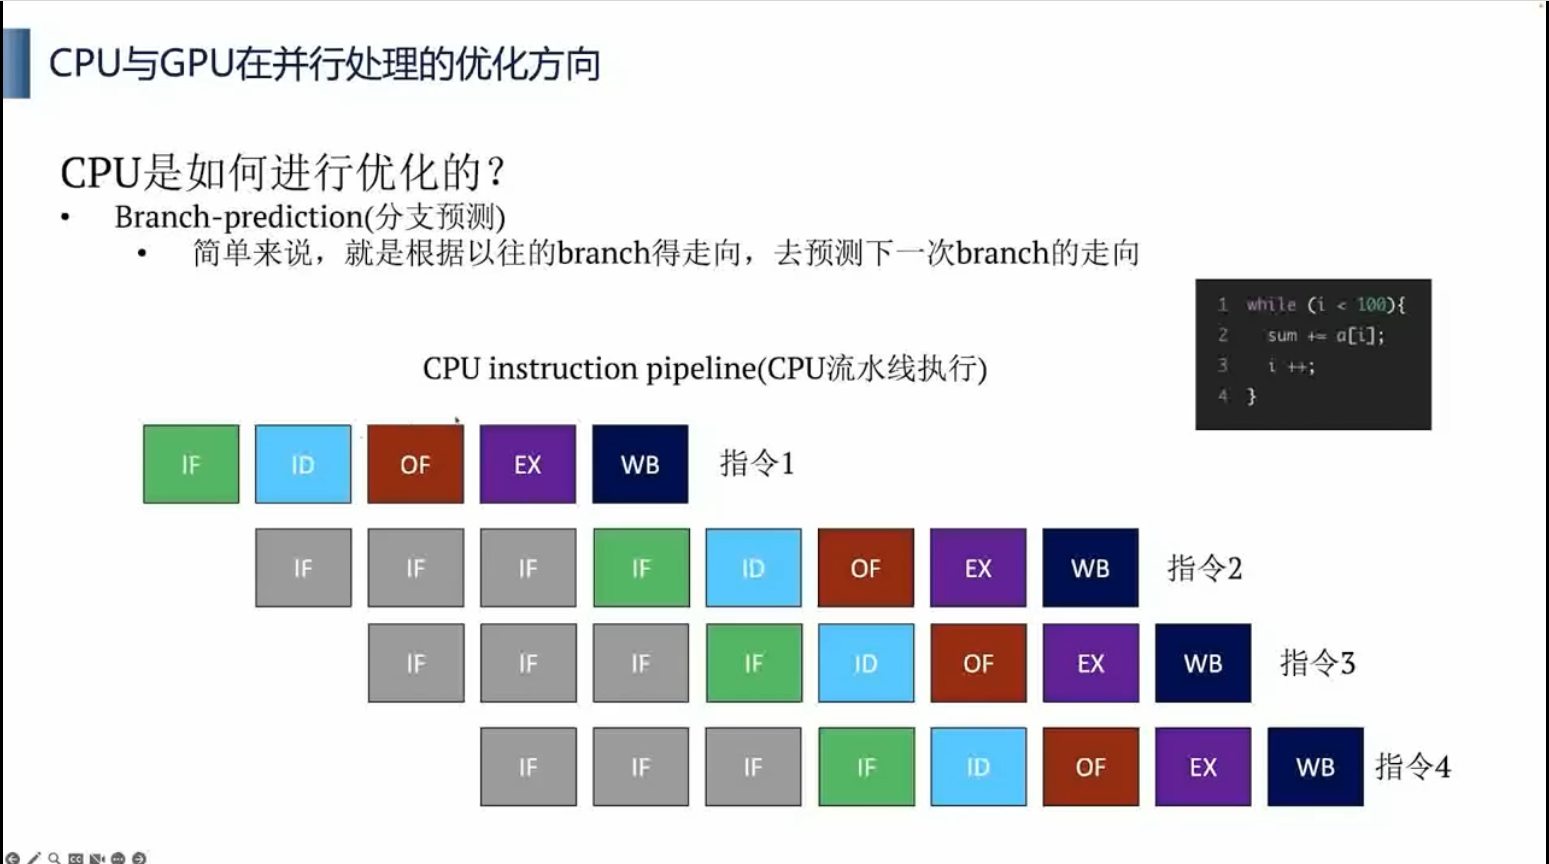 CPU与GPU在并行处理的优化方向
CPU是如何进行优化的?
• Branch-prediction(分支预测)
• 简单来说，就是根据以往的branch得走向，去预测下一次branch的走向
1 while (i < 100){
2 sum += a[i];
3 i ++;
4 }
CPU instruction pipeline(CPU流水线执行)
IF ID OF EX WB 指令1
IF IF IF IF ID OF EX WB 指令2
IF IF IF IF ID OF EX WB 指令3
IF IF IF IF ID OF EX WB 指令4